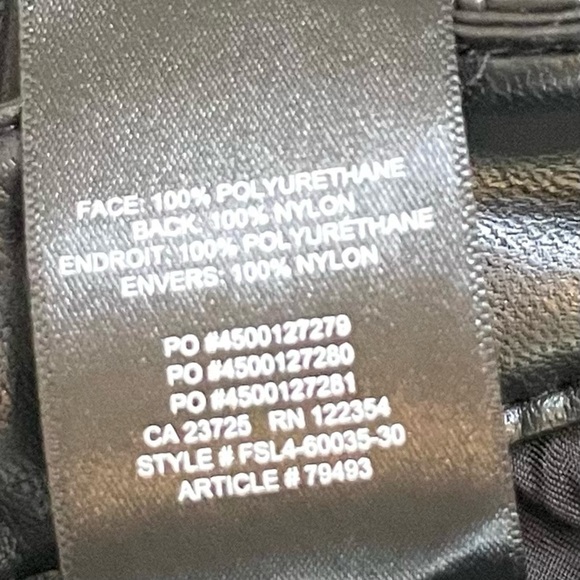 FACE: 100% POLYURETHANE
BACK: 100% NYLON
ENDROIT: 100% POLYURETHANE
ENVERS: 100% NYLON
PO #4500127279
PO #4500127280
PO #4500127281
CA 23725 RN 122354
STYLE # FSL4-60035-30
ARTICLE # 79493